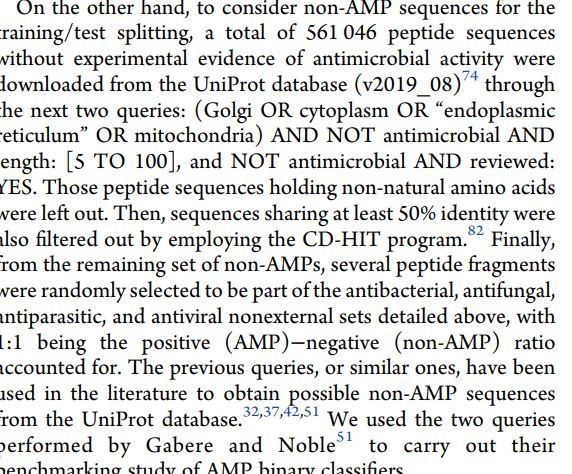 On the other hand, to consider non-AMP sequences for the
training/test splitting, a total of 561 046 peptide sequences
without experimental evidence of antimicrobial activity were
downloaded from the UniProt database (v2019_08)74 through
the next two queries: (Golgi OR cytoplasm OR “endoplasmic
reticulum” OR mitochondria) AND NOT antimicrobial AND
length: [5 TO 100], and NOT antimicrobial AND reviewed:
YES. Those peptide sequences holding non-natural amino acids
were left out. Then, sequences sharing at least 50% identity were
also filtered out by employing the CD-HIT program.82 Finally,
from the remaining set of non-AMPs, several peptide fragments
were randomly selected to be part of the antibacterial, antifungal,
antiparasitic, and antiviral nonexternal sets detailed above, with
1:1 being the positive (AMP)−negative (non-AMP) ratio
accounted for. The previous queries, or similar ones, have been
used in the literature to obtain possible non-AMP sequences
from the UniProt database.32,37,42,51 We used the two queries
performed by Gabere and Noble51 to carry out their
benchmarking study of AMP binary classifiers.